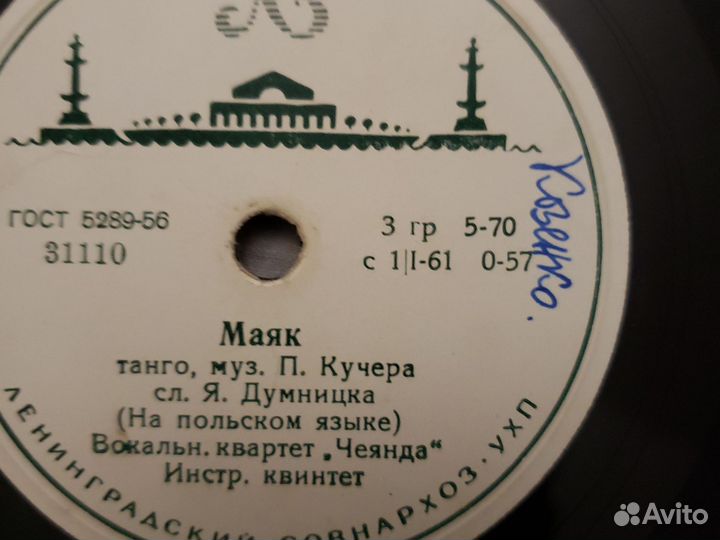 ГОСТ 5289-56
31110
3 гр 5-70
с 1|I-61 0-57
Маяк
танго, муз. П. Кучера
сл. Я. Думницка
(На польском языке)
Вокальн. квартет „Чеянда"
Инстр. квинтет
ЛЕНИНГРАДСКИЙ СОВНАРХОЗ · УХП
Avito